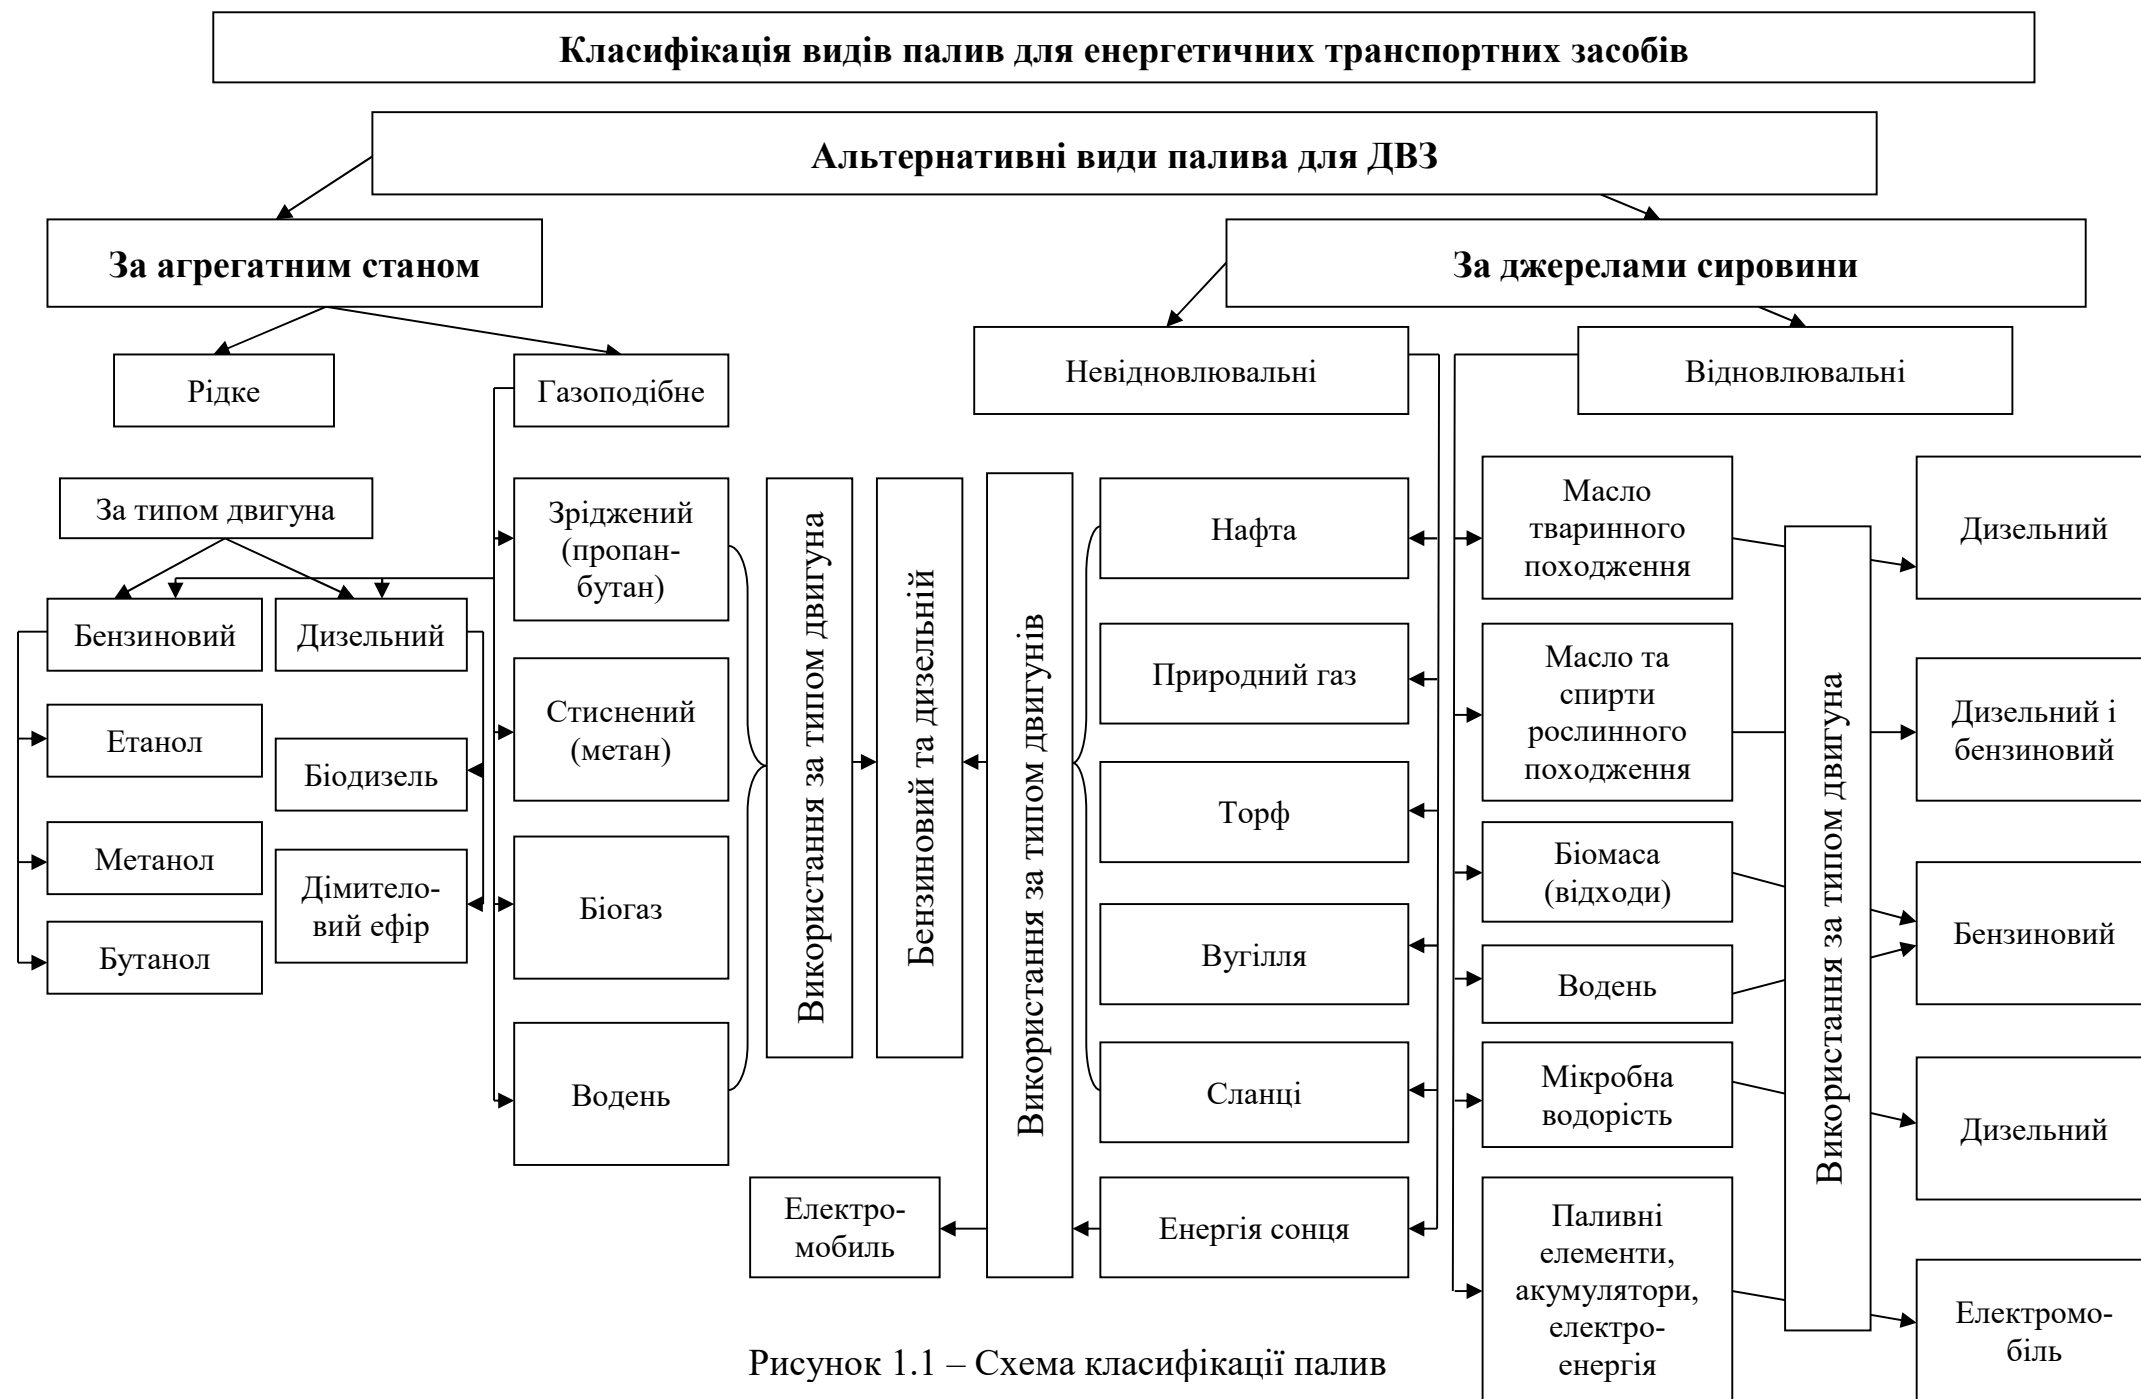 Класифікація видів палив для енергетичних транспортних засобів
Альтернативні види палива для ДВЗ
За агрегатним станом
За джерелами сировини
Рідке
Газоподібне
Невідновлювальні
Відновлювальні
За типом двигуна
Бензиновий
Дизельний
Етанол
Метанол
Бутанол
Біодизель
Дімитело-
вий ефір
Зріджений
(пропан-
бутан)
Стиснений
(метан)
Біогаз
Водень
Використання за типом двигуна
Бензиновий та дизельній
Використання за типом двигунів
Електро-
мобиль
Нафта
Природний газ
Торф
Вугілля
Сланці
Енергія сонця
Масло
тваринного
походження
Масло та
спирти
рослинного
походження
Біомаса
(відходи)
Водень
Мікробна
водорість
Паливні
елементи,
акумулятори,
електро-
енергія
Використання за типом двигуна
Дизельний
Дизельний і
бензиновий
Бензиновий
Дизельний
Електромо-
біль
Рисунок 1.1 – Схема класифікації палив